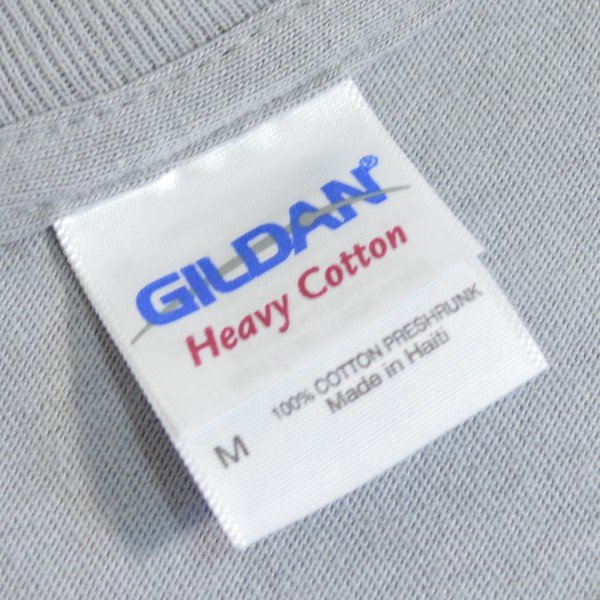 GILDAN®
Heavy Cotton
100% COTTON PRESHRUNK
Made in Haiti
M